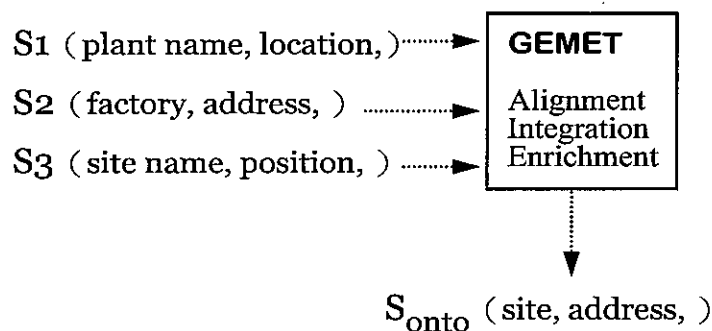 S1 (plant name, location,)
GEMET
S2 (factory, address, )
Alignment
Integration
S3 (site name, position, )
Enrichment
Sonto (site, address, )